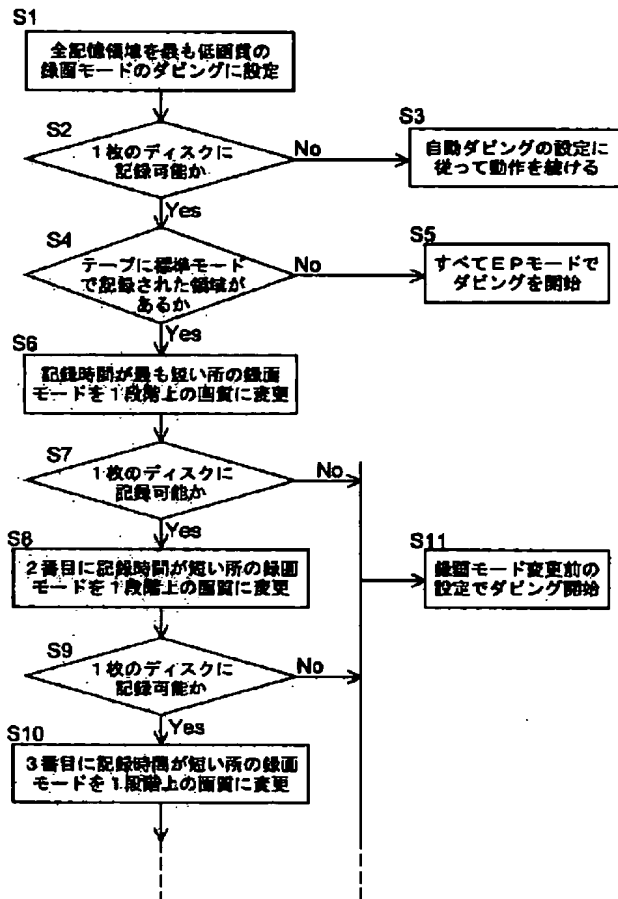 S1
全記憶領域を最も低画質の
録画モードのダビングに設定
S2
1枚のディスクに
記録可能か
No
Yes
S3
自動ダビングの設定に
従って動作を続ける
S4
テープに標準モード
で記録された領域が
あるか
No
Yes
S5
すべてEPモードで
ダビングを開始
S6
記録時間が最も短い所の録画
モードを1段階上の画質に変更
S7
1枚のディスクに
記録可能か
No
Yes
S8
2番目に記録時間が短い所の録画
モードを1段階上の画質に変更
S11
録画モード変更前の
設定でダビング開始
S9
1枚のディスクに
記録可能か
No
Yes
S10
3番目に記録時間が短い所の録画
モードを1段階上の画質に変更